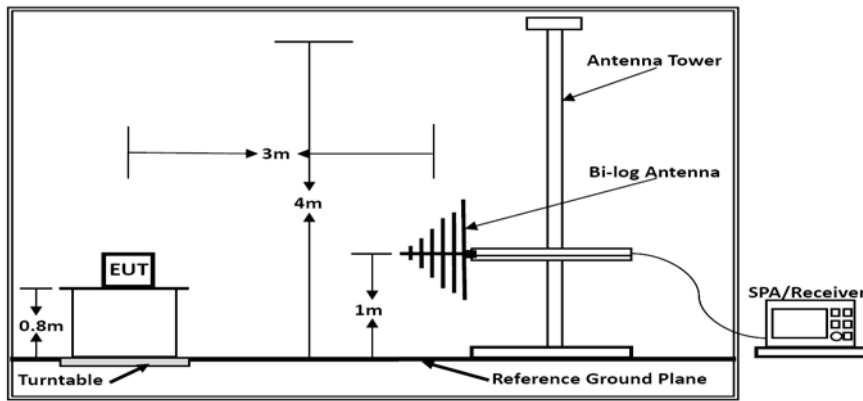 Antenna Tower
3m
Bi-log Antenna
4m
EUT
SPA/Receiver
0.8m
1m
Turntable
Reference Ground Plane